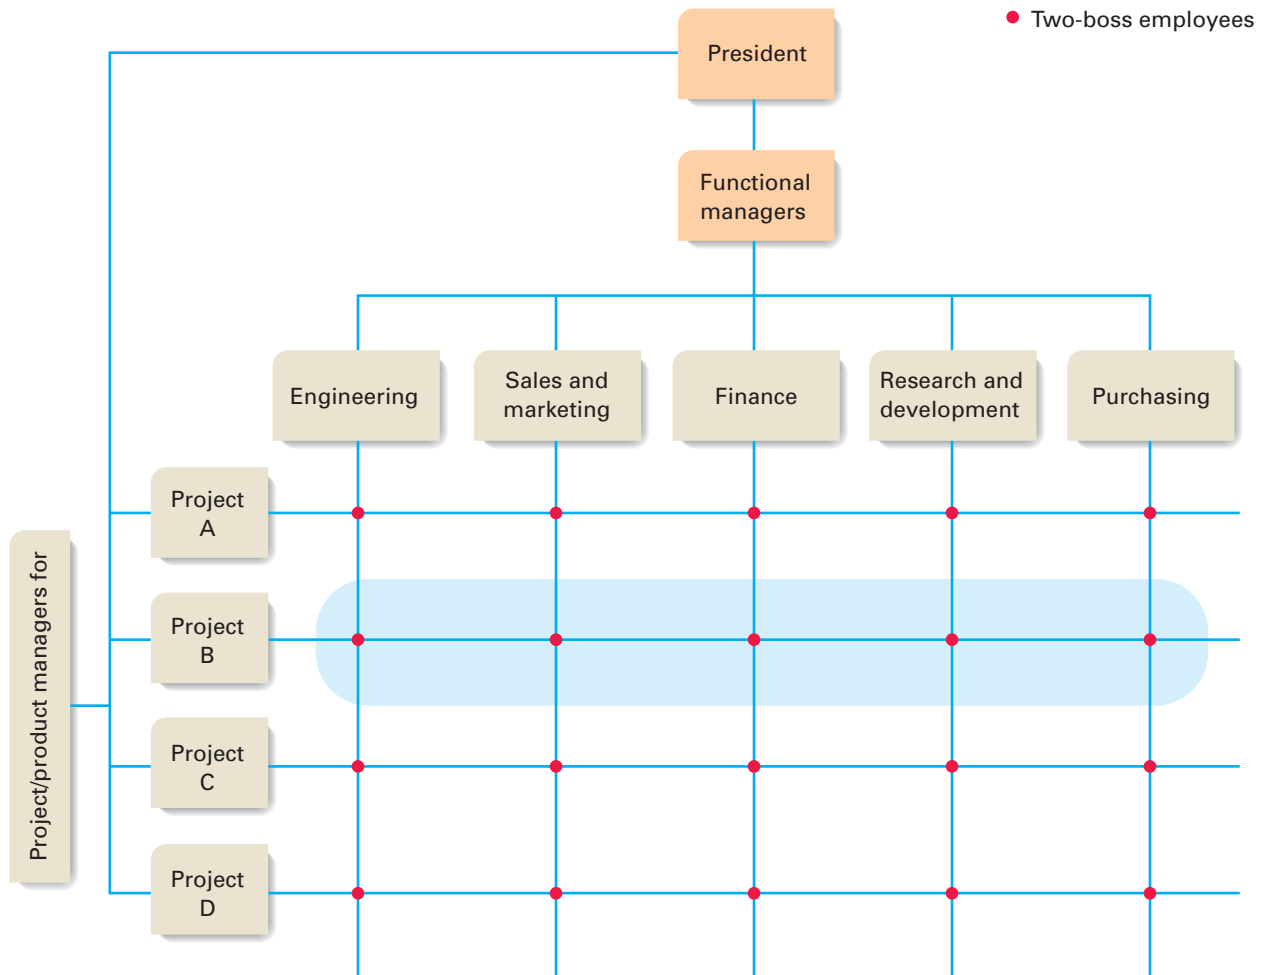 Two-boss employees
President
Functional
managers
Engineering
Sales and
marketing
Finance
Research and
development
Purchasing
Project/product managers for
Project
A
Project
B
Project
C
Project
D